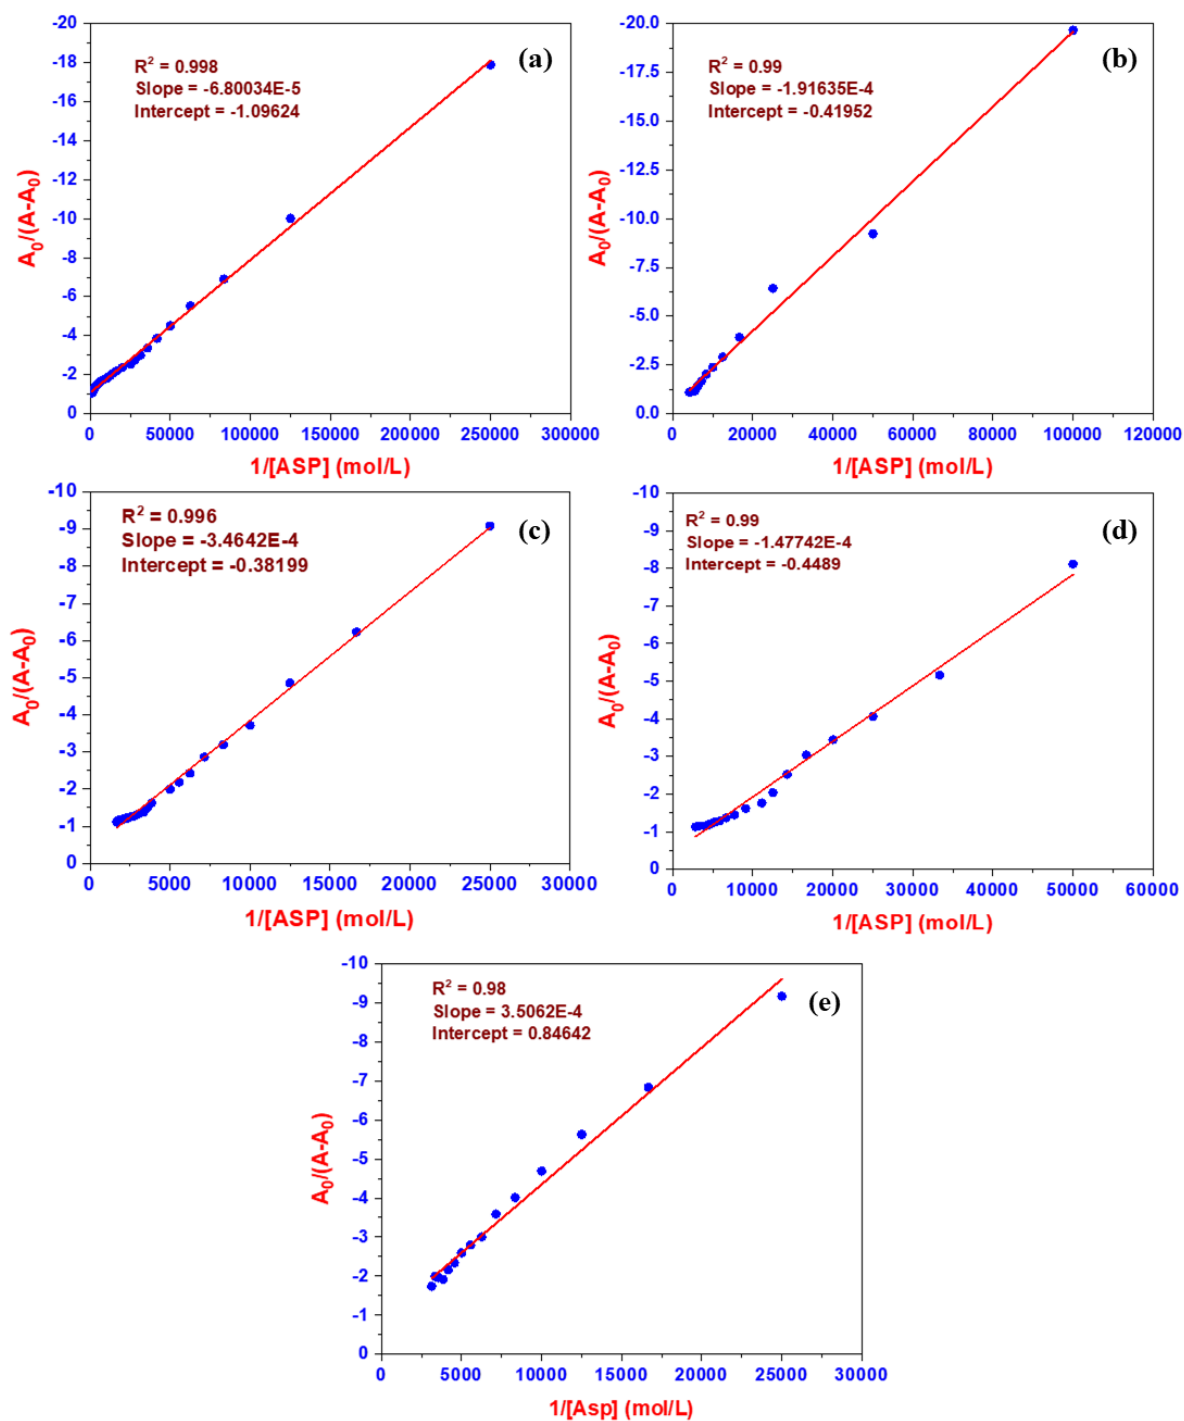 (a)
R² = 0.998
Slope = -6.80034E-5
Intercept = -1.09624
-20
-18
-16
-14
-12
-10
-8
-6
-4
-2
0
A₀/(A-A₀)
0 50000 100000 150000 200000 250000 300000
1/[ASP] (mol/L)
(b)
R² = 0.99
Slope = -1.91635E-4
Intercept = -0.41952
-20.0
-17.5
-15.0
-12.5
-10.0
-7.5
-5.0
-2.5
0.0
A₀/(A-A₀)
0 20000 40000 60000 80000 100000 120000
1/[ASP] (mol/L)
(c)
R² = 0.996
Slope = -3.4642E-4
Intercept = -0.38199
-10
-9
-8
-7
-6
-5
-4
-3
-2
-1
0
A₀/(A-A₀)
0 5000 10000 15000 20000 25000 30000
1/[ASP] (mol/L)
(d)
R² = 0.99
Slope = -1.47742E-4
Intercept = -0.4489
-10
-9
-8
-7
-6
-5
-4
-3
-2
-1
0
A₀/(A-A₀)
0 10000 20000 30000 40000 50000 60000
1/[ASP] (mol/L)
(e)
R² = 0.98
Slope = 3.5062E-4
Intercept = 0.84642
-10
-9
-8
-7
-6
-5
-4
-3
-2
-1
0
A₀/(A-A₀)
0 5000 10000 15000 20000 25000 30000
1/[Asp] (mol/L)